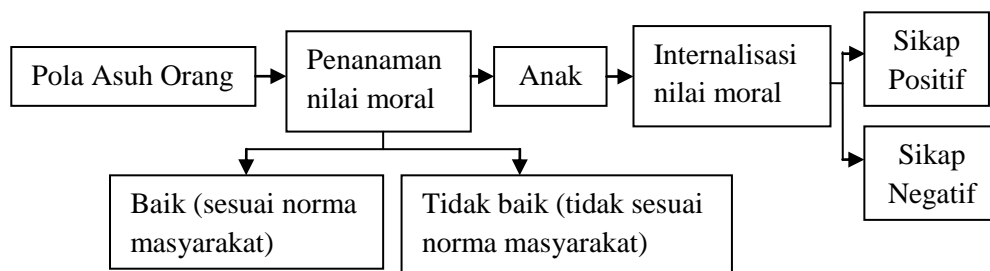 Pola Asuh Orang
Penanaman
nilai moral
Anak
Internalisasi
nilai moral
Sikap
Positif
Sikap
Negatif
Baik (sesuai norma
masyarakat)
Tidak baik (tidak sesuai
norma masyarakat)